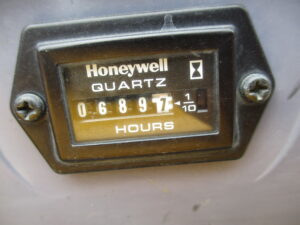 Honeywell
QUARTZ
0 6 8 9 7 1/10
HOURS